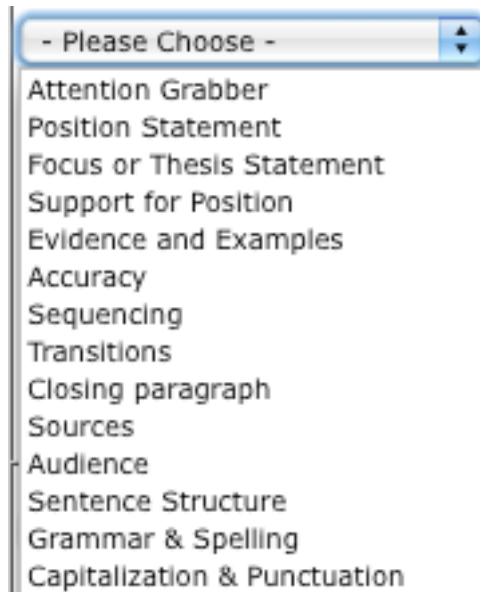 - Please Choose -
Attention Grabber
Position Statement
Focus or Thesis Statement
Support for Position
Evidence and Examples
Accuracy
Sequencing
Transitions
Closing paragraph
Sources
Audience
Sentence Structure
Grammar & Spelling
Capitalization & Punctuation